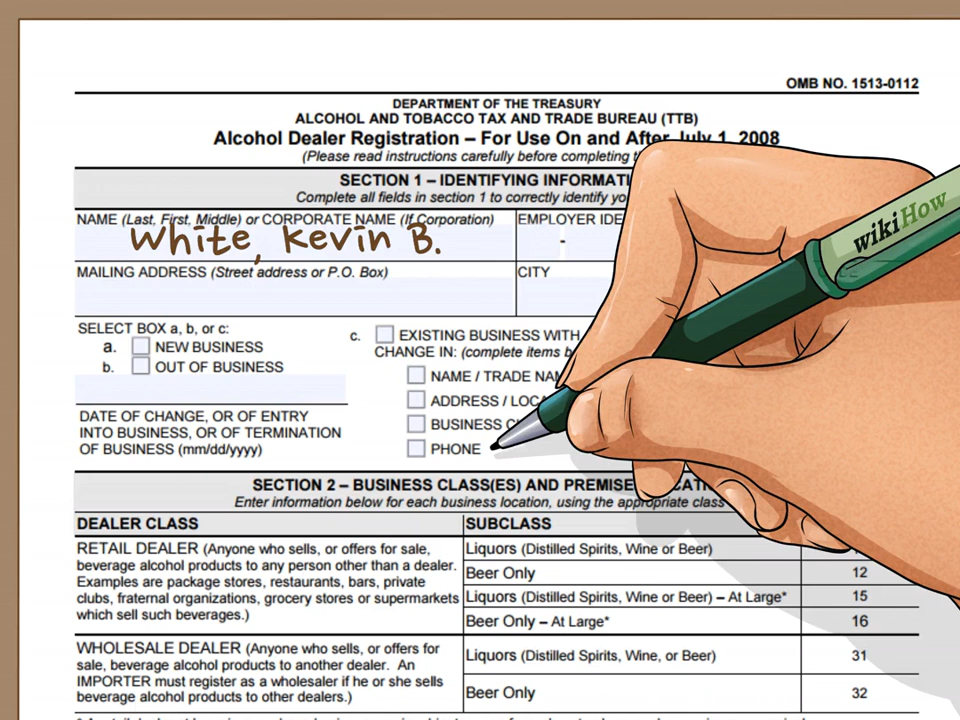 OMB NO. 1513-0112
DEPARTMENT OF THE TREASURY
ALCOHOL AND TOBACCO TAX AND TRADE BUREAU (TTB)
Alcohol Dealer Registration – For Use On and After July 1, 2008
(Please read instructions carefully before completing
SECTION 1 – IDENTIFYING
Complete all fields in section 1 to correctly identify
NAME (Last, First, Middle) or CORPORATE NAME (If Corporation)
EMPLOYER
White, Kevin B.
-
MAILING ADDRESS (Street address or P.O. Box)
CITY
SELECT BOX a, b, or c:
a. NEW BUSINESS
b. OUT OF BUSINESS
DATE OF CHANGE, OR OF ENTRY
INTO BUSINESS, OR OF TERMINATION
OF BUSINESS (mm/dd/yyyy)
c. EXISTING BUSINESS WITH
CHANGE IN: (complete items
NAME / TRADE
ADDRESS /
BUSINESS
PHONE
wikiHow
SECTION 2 – BUSINESS CLASS(ES) AND
Enter information below for each business location, using the appropriate class
DEALER CLASS
SUBCLASS
RETAIL DEALER (Anyone who sells, or offers for sale,
beverage alcohol products to any person other than a dealer.
Examples are package stores, restaurants, bars, private
clubs, fraternal organizations, grocery stores or supermarkets
which sell such beverages.)
Liquors (Distilled Spirits, Wine or Beer)
Beer Only 12
Liquors (Distilled Spirits, Wine or Beer) – At Large* 15
Beer Only – At Large* 16
WHOLESALE DEALER (Anyone who sells, or offers for
sale, beverage alcohol products to another dealer. An
IMPORTER must register as a wholesaler if he or she sells
beverage alcohol products to other dealers.)
Liquors (Distilled Spirits, Wine, or Beer) 31
Beer Only 32